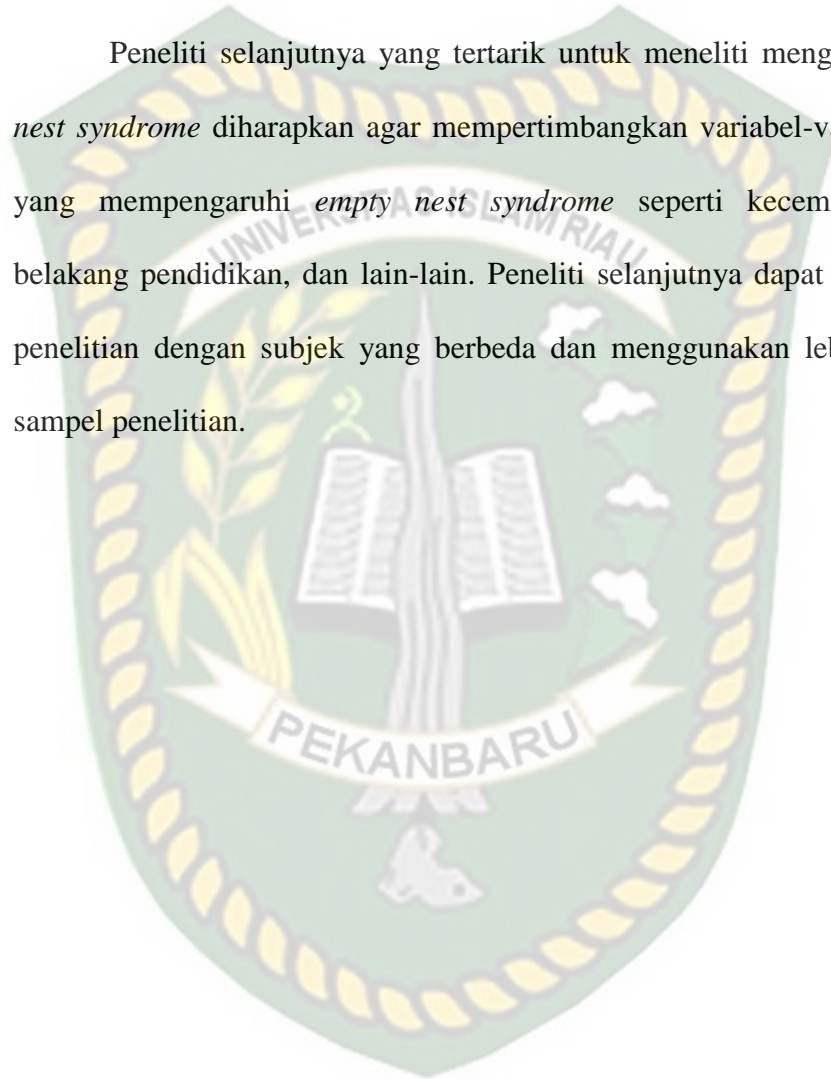 Peneliti selanjutnya yang tertarik untuk meneliti meng
nest syndrome diharapkan agar mempertimbangkan variabel-va
yang mempengaruhi empty nest syndrome seperti kecem
UNIVERSITAS ISLAM RIAU
belakang pendidikan, dan lain-lain. Peneliti selanjutnya dapat
penelitian dengan subjek yang berbeda dan menggunakan leb
sampel penelitian.
PEKANBARU